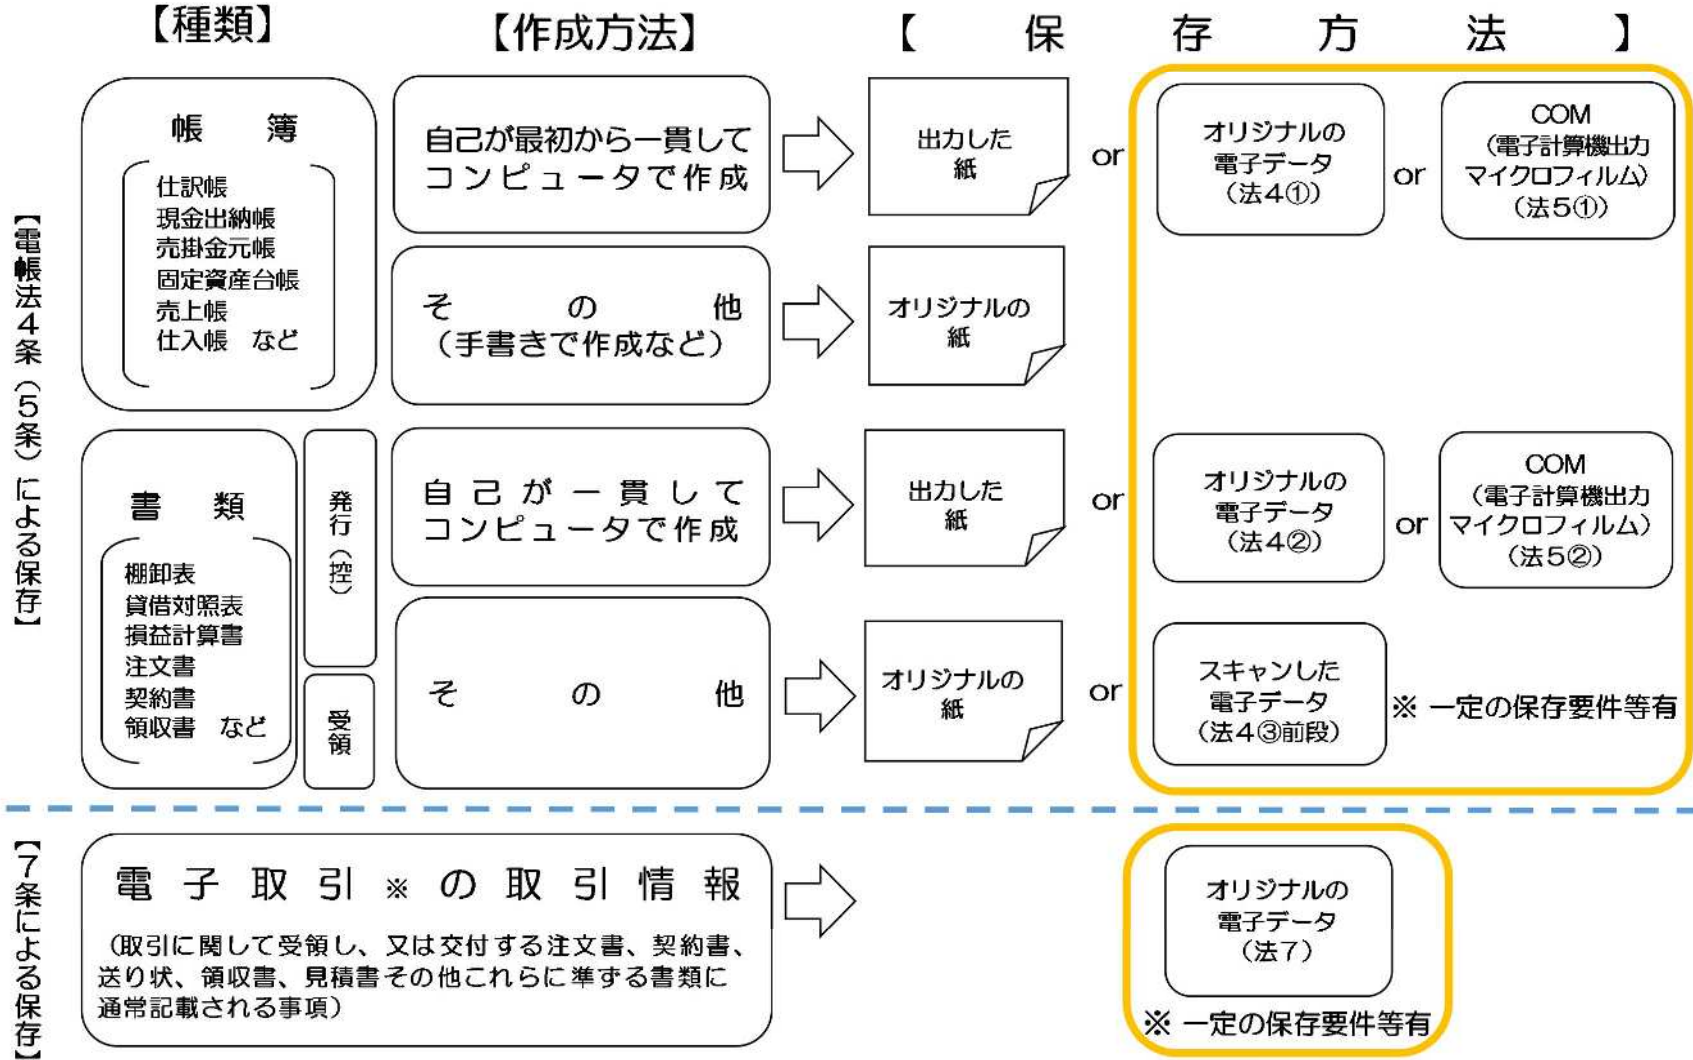 【種類】
【作成方法】
【保存方法】
【電帳法４条（５条）による保存】
帳簿
仕訳帳
現金出納帳
売掛金元帳
固定資産台帳
売上帳
仕入帳　など
自己が最初から一貫して
コンピュータで作成
出力した
紙
or
オリジナルの
電子データ
（法４①）
or
COM
（電子計算機出力
マイクロフィルム）
（法５①）
その他
（手書きで作成など）
オリジナルの
紙
書類
棚卸表
貸借対照表
損益計算書
注文書
契約書
領収書　など
発行（控）
受領
自己が一貫して
コンピュータで作成
出力した
紙
or
オリジナルの
電子データ
（法４②）
or
COM
（電子計算機出力
マイクロフィルム）
（法５②）
その他
オリジナルの
紙
or
スキャンした
電子データ
（法４③前段）
※ 一定の保存要件等有
【７条による保存】
電子取引※の取引情報
（取引に関して受領し、又は交付する注文書、契約書、
送り状、領収書、見積書その他これらに準ずる書類に
通常記載される事項）
オリジナルの
電子データ
（法７）
※ 一定の保存要件等有